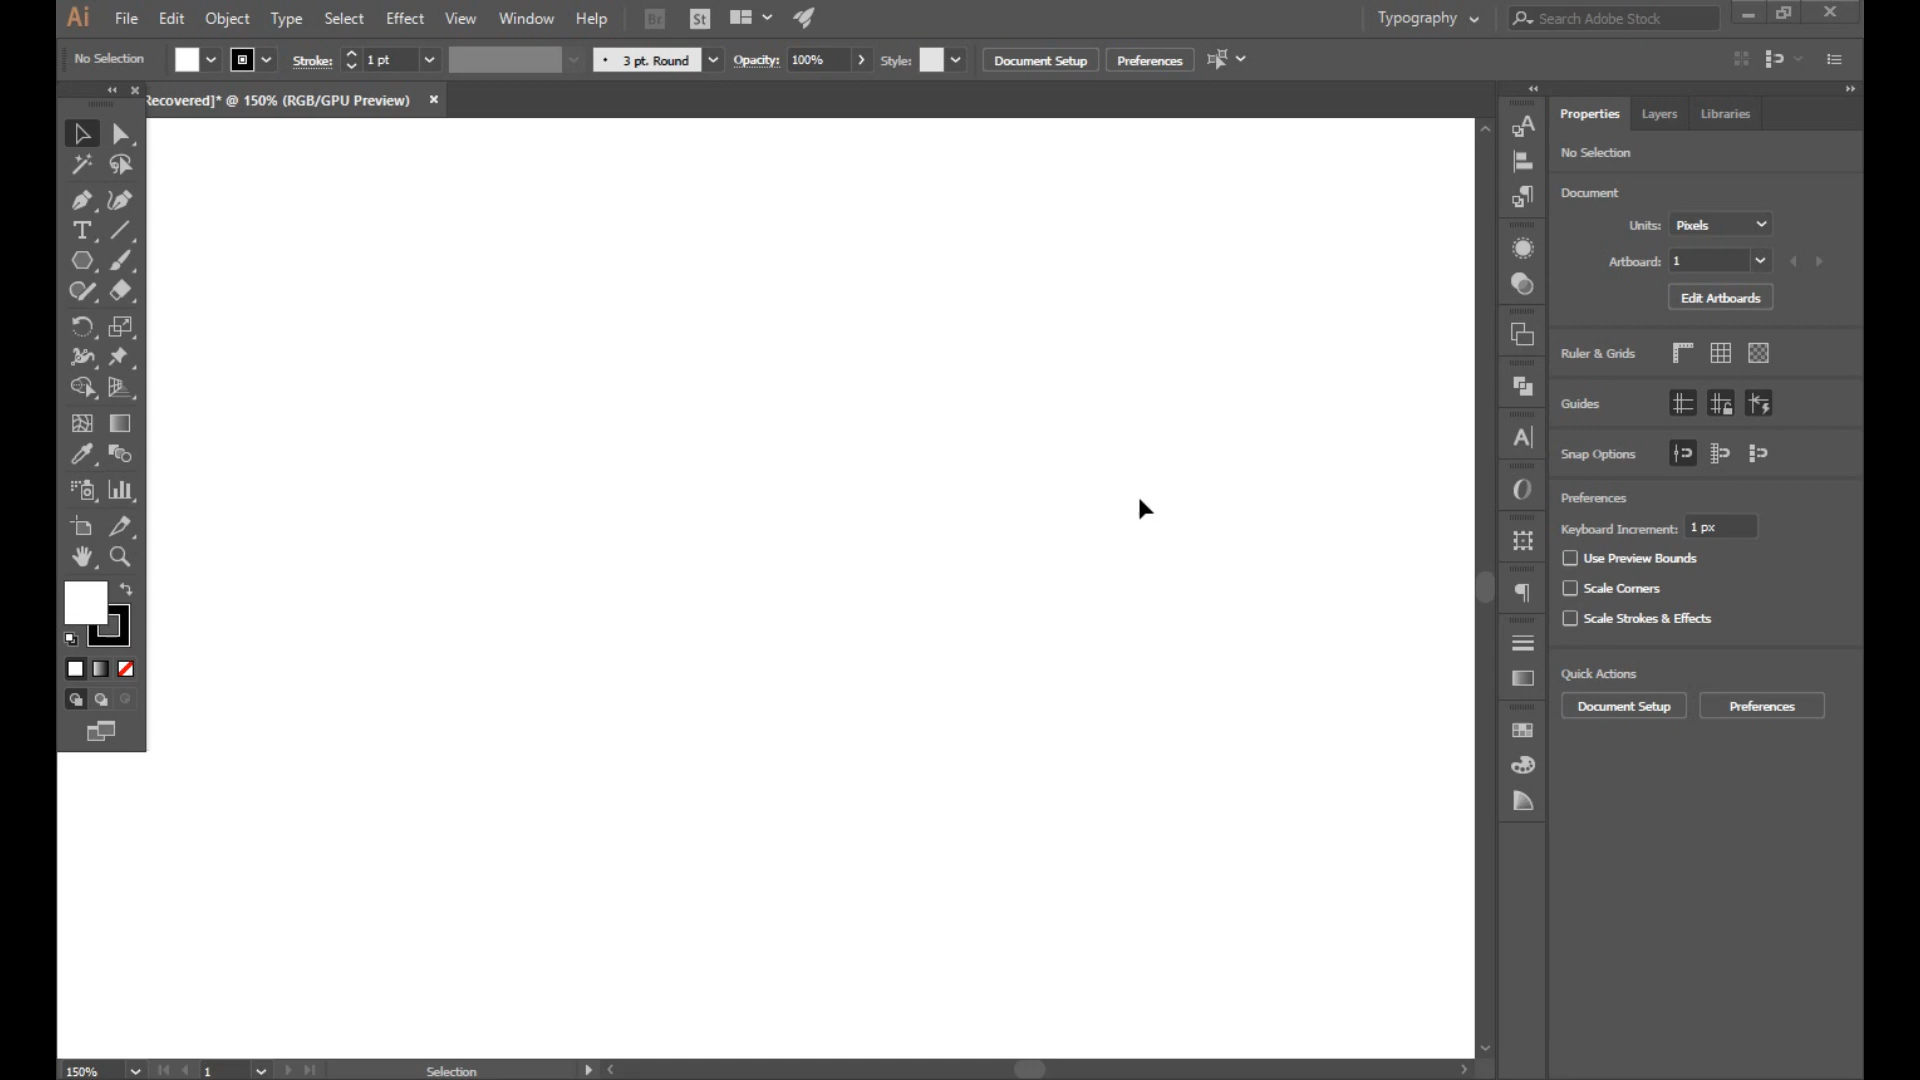 Ai File Edit Object Type Select Effect View Window Help Br St Typography Search Adobe Stock
No Selection Stroke: 1 pt 3 pt. Round Opacity: 100% Style: Document Setup Preferences
Recovered]* @ 150% (RGB/GPU Preview)
Properties Layers Libraries
No Selection
Document
Units: Pixels
Artboard: 1
Edit Artboards
Ruler & Grids
Guides
Snap Options
Preferences
Keyboard Increment: 1 px
Use Preview Bounds
Scale Corners
Scale Strokes & Effects
Quick Actions
Document Setup Preferences
150% 1 Selection